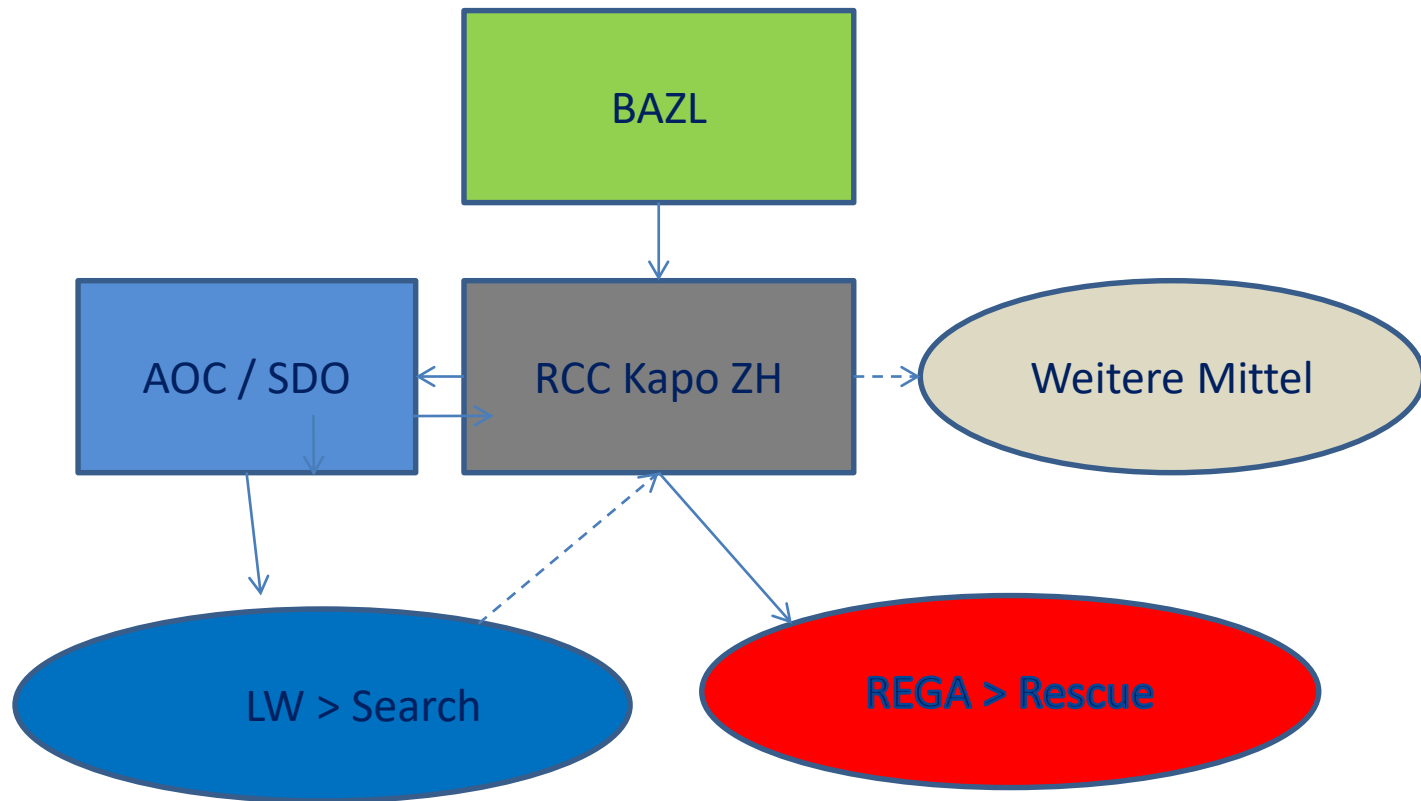 BAZL
AOC / SDO
RCC Kapo ZH
Weitere Mittel
LW > Search
REGA > Rescue